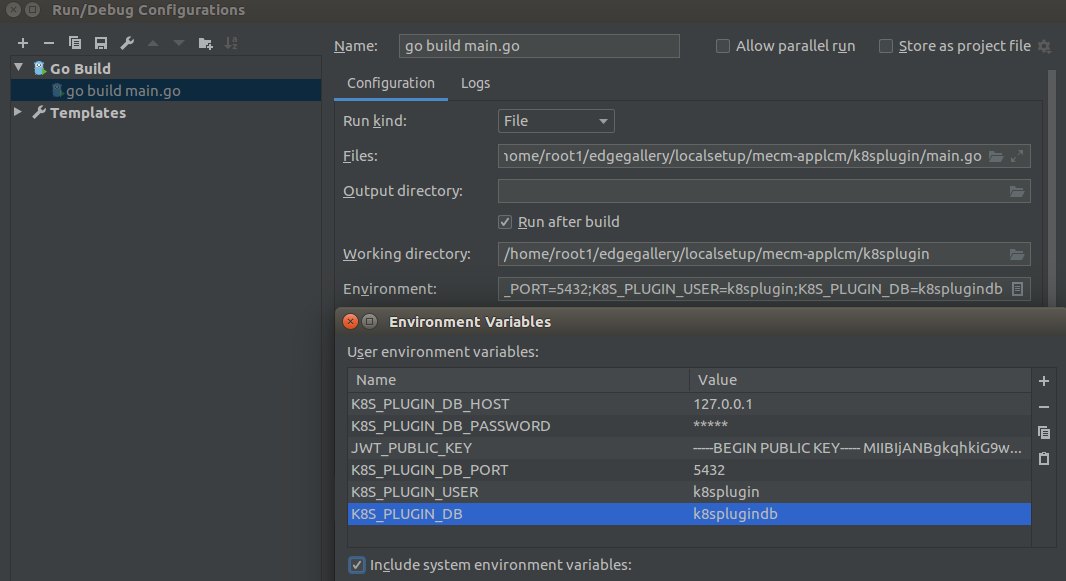 Run/Debug Configurations
Name: go build main.go Allow parallel run Store as project file
Go Build
go build main.go
Templates
Configuration Logs
Run kind: File
Files: home/root1/edgegallery/localsetup/mecm-applcm/k8splugin/main.go
Output directory:
Run after build
Working directory: /home/root1/edgegallery/localsetup/mecm-applcm/k8splugin
Environment: _PORT=5432;K8S_PLUGIN_USER=k8splugin;K8S_PLUGIN_DB=k8splugindb
Environment Variables
User environment variables:
Name Value
K8S_PLUGIN_DB_HOST 127.0.0.1
K8S_PLUGIN_DB_PASSWORD *****
JWT_PUBLIC_KEY -----BEGIN PUBLIC KEY----- MIIBIjANBgkqhkiG9w...
K8S_PLUGIN_DB_PORT 5432
K8S_PLUGIN_USER k8splugin
K8S_PLUGIN_DB k8splugindb
Include system environment variables: